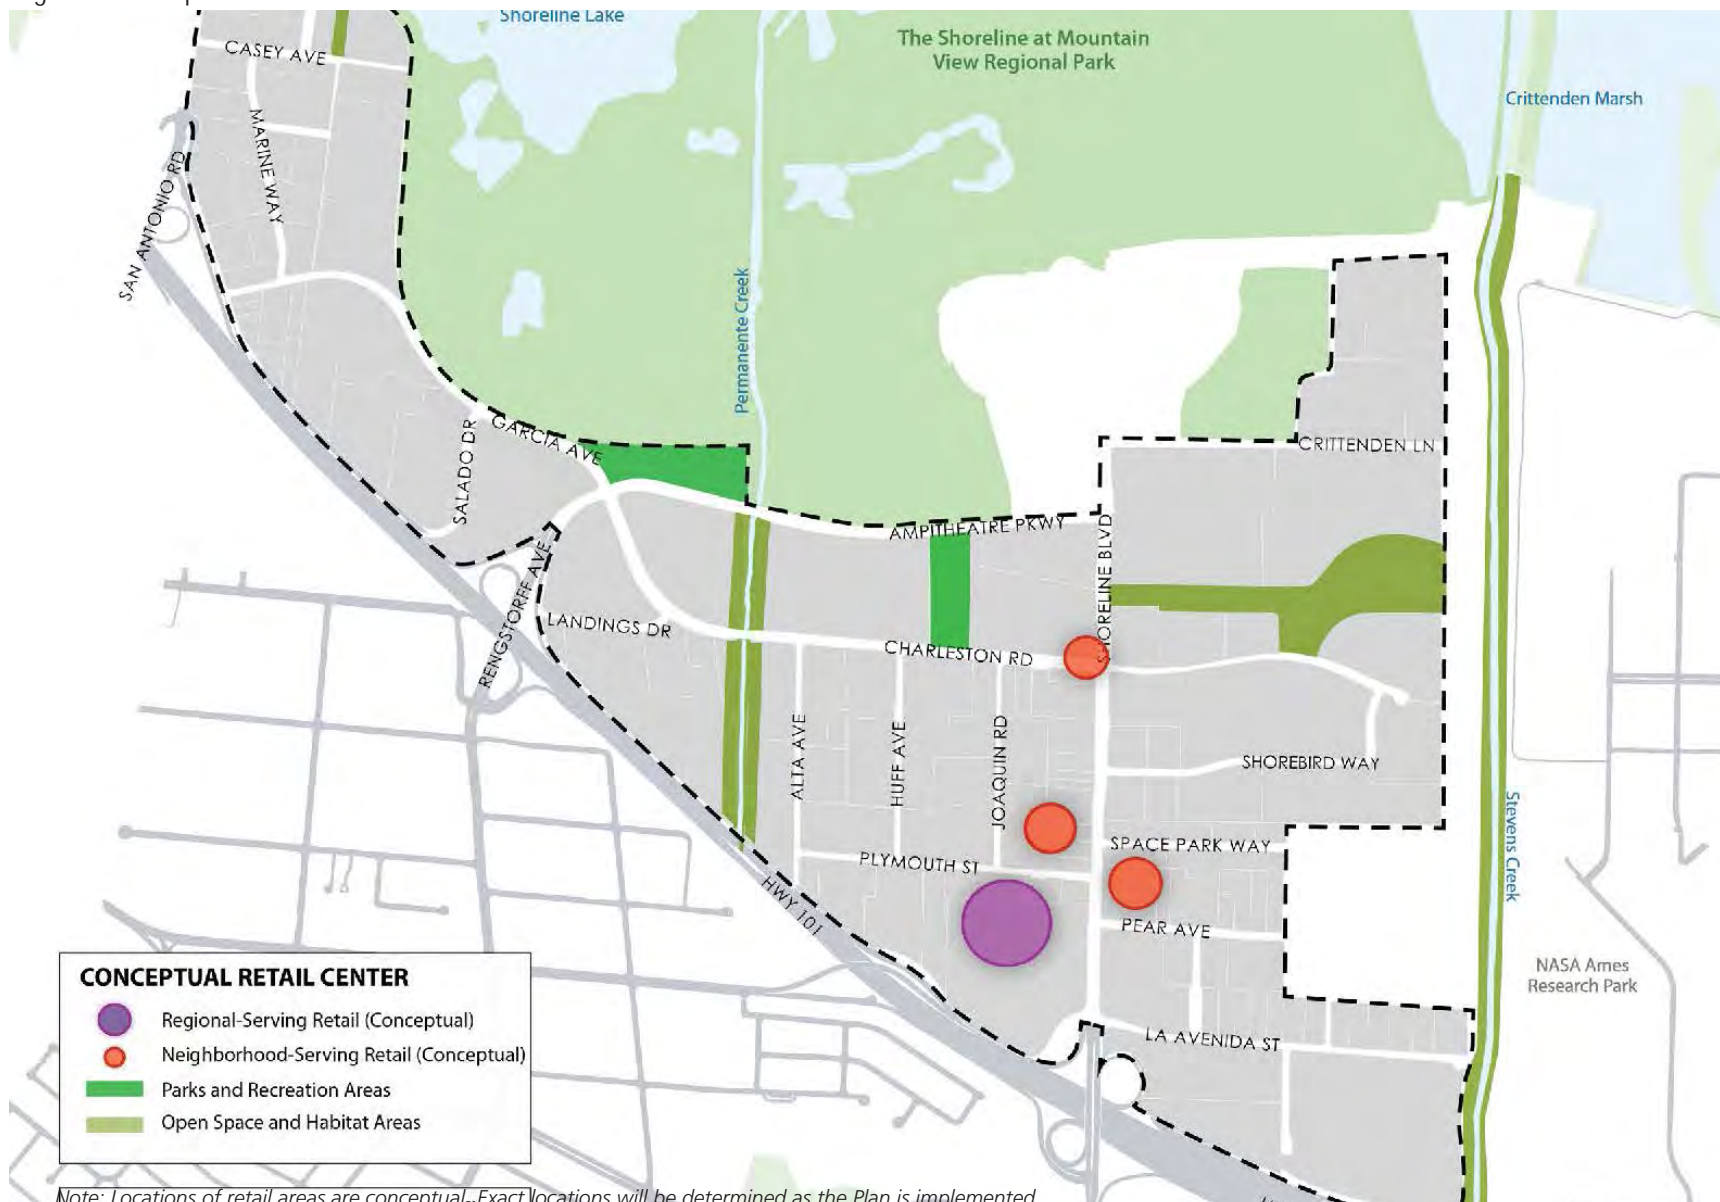 Shoreline Lake
The Shoreline at Mountain
View Regional Park
Crittenden Marsh
CASEY AVE
MARINE WAY
SAN ANTONIO RD
Permanente Creek
GARCIA AVE
SALADO DR
CRITTENDEN LN
AMPITHEATRE PKWY
SHORELINE BLVD
RENGSTORFF AVE
LANDINGS DR
CHARLESTON RD
ALTA AVE
HUFF AVE
JOAQUIN RD
SHOREBIRD WAY
SPACE PARK WAY
PLYMOUTH ST
Stevens Creek
HWY 101
PEAR AVE
NASA Ames
Research Park
LA AVENIDA ST
CONCEPTUAL RETAIL CENTER
Regional-Serving Retail (Conceptual)
Neighborhood-Serving Retail (Conceptual)
Parks and Recreation Areas
Open Space and Habitat Areas
Note: Locations of retail areas are conceptual. Exact locations will be determined as the Plan is implemented